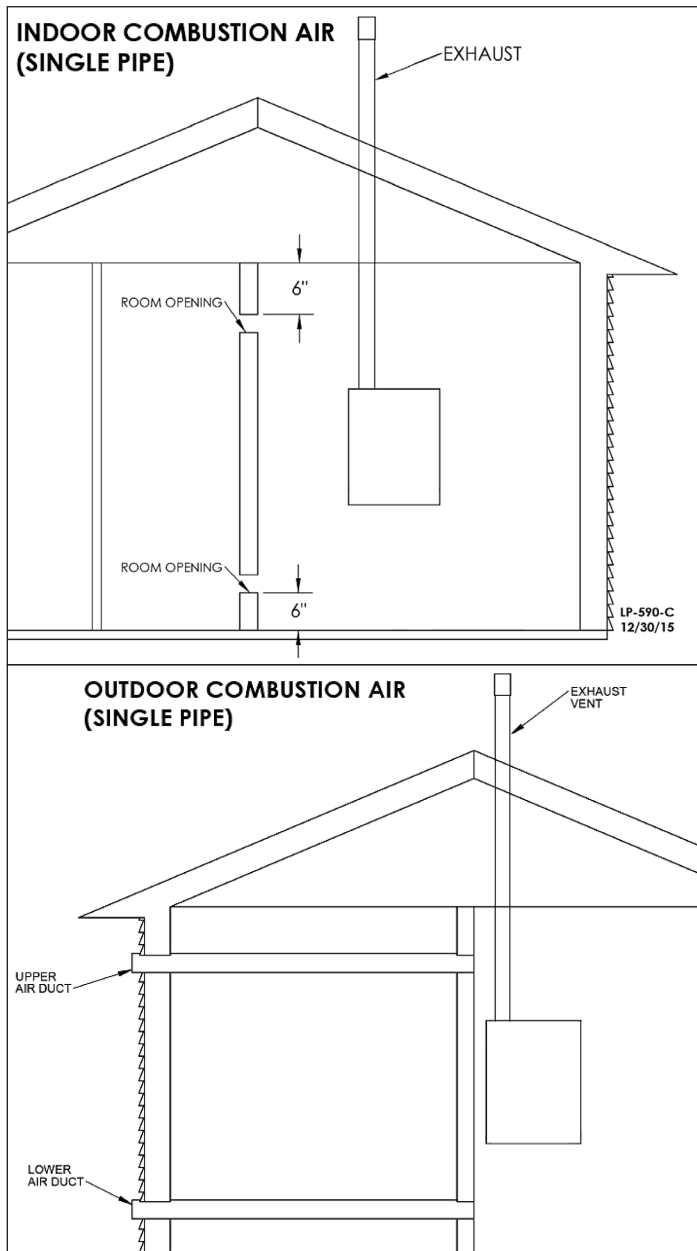 INDOOR COMBUSTION AIR
(SINGLE PIPE)
EXHAUST
6"
ROOM OPENING
ROOM OPENING
6"
LP-590-C
12/30/15
OUTDOOR COMBUSTION AIR
(SINGLE PIPE)
EXHAUST
VENT
UPPER
AIR DUCT
LOWER
AIR DUCT